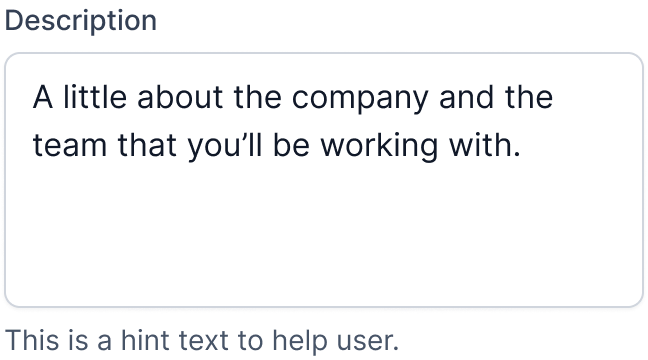 Description
A little about the company and the
team that you’ll be working with.
This is a hint text to help user.